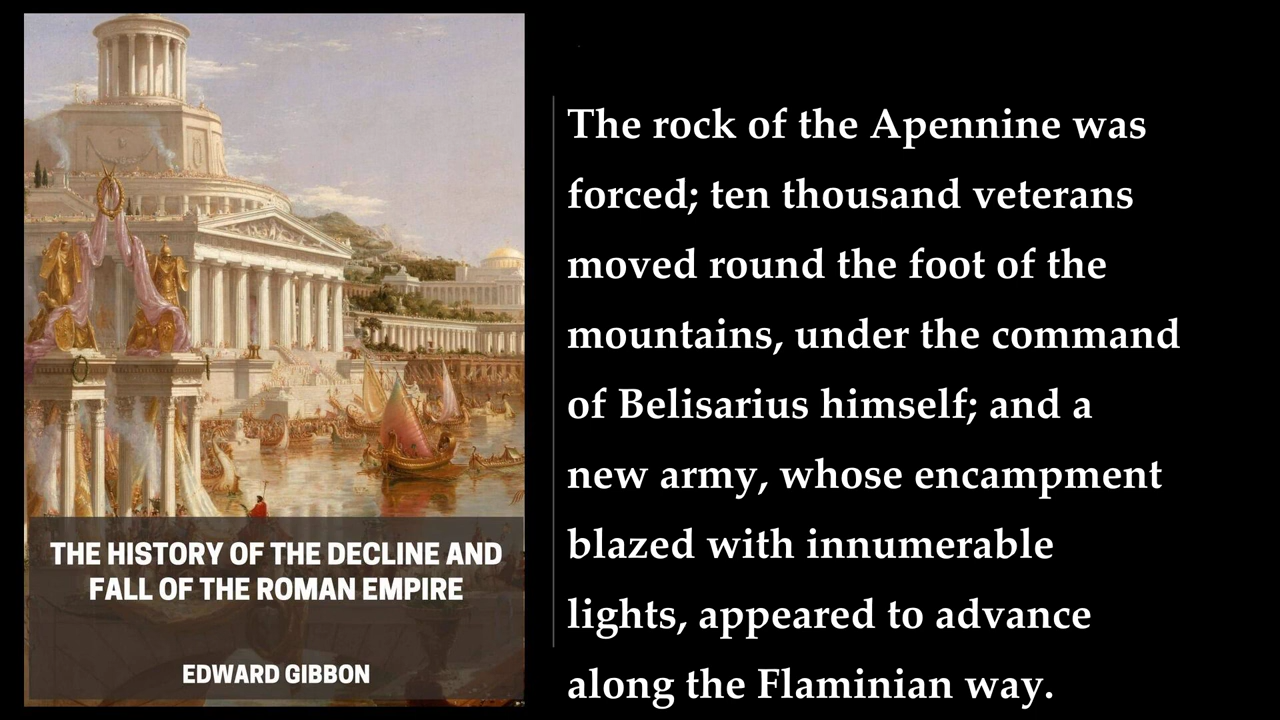 THE HISTORY OF THE DECLINE AND
FALL OF THE ROMAN EMPIRE
EDWARD GIBBON
The rock of the Apennine was
forced; ten thousand veterans
moved round the foot of the
mountains, under the command
of Belisarius himself; and a
new army, whose encampment
blazed with innumerable
lights, appeared to advance
along the Flaminian way.